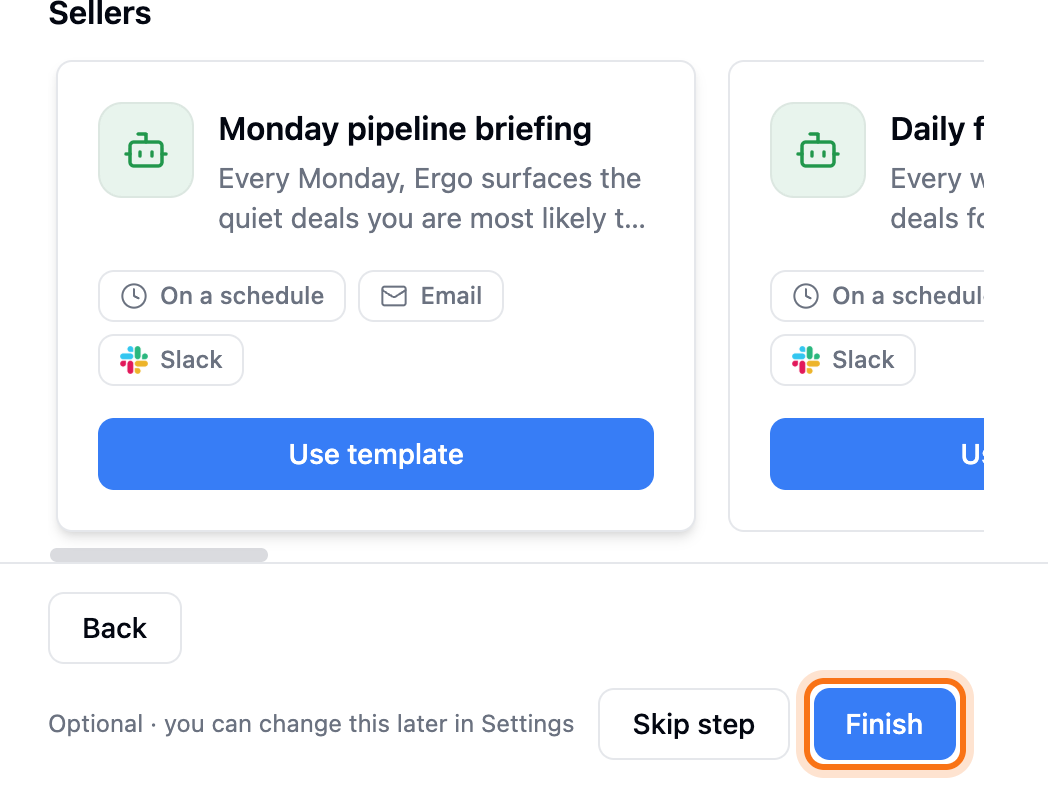 Sellers
Monday pipeline briefing
Every Monday, Ergo surfaces the
quiet deals you are most likely t...
On a schedule
Email
Slack
Use template
Daily
Every
deals
On a
Slack
Back
Optional · you can change this later in Settings
Skip step
Finish